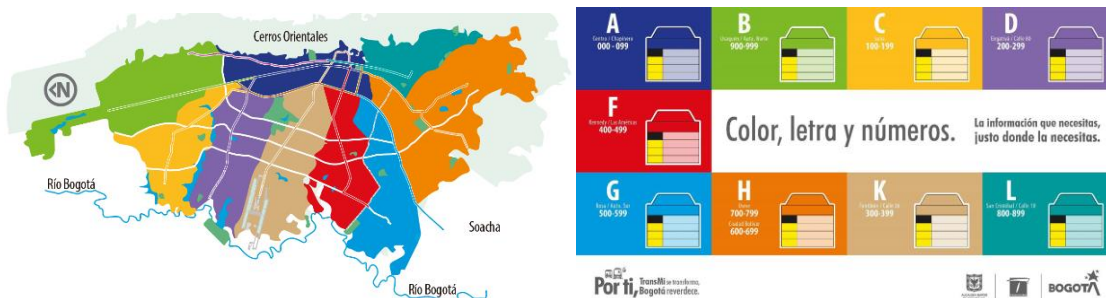 Cerros Orientales
N
Río Bogotá
Soacha
Río Bogotá
A
Centro / Chapinero
000 - 099
B
Usaquén / Auto. Norte
900-999
C
Suba
100-199
D
Engativá / Calle 80
200-299
F
Kennedy / Las Américas
400-499
Color, letra y números.
La información que necesitas,
justo donde la necesitas.
G
Bosa / Auto. Sur
500-599
H
Usme
700-799
Ciudad Bolívar
600-699
K
Fontibón / Calle 26
300-399
L
San Cristóbal / Calle 10
800-899
Por ti,
TransMi se transforma,
Bogotá reverdece.
BOGOTÁ